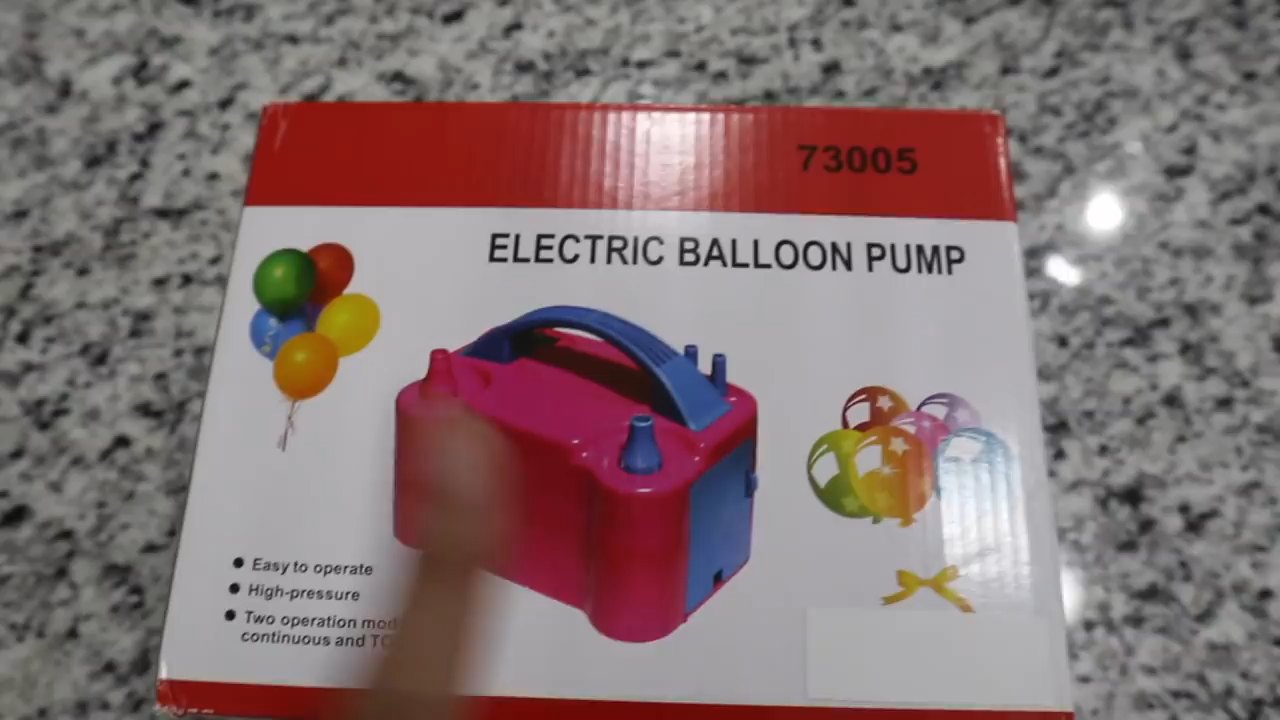 73005
ELECTRIC BALLOON PUMP
Easy to operate
High-pressure
Two operation
continuous and